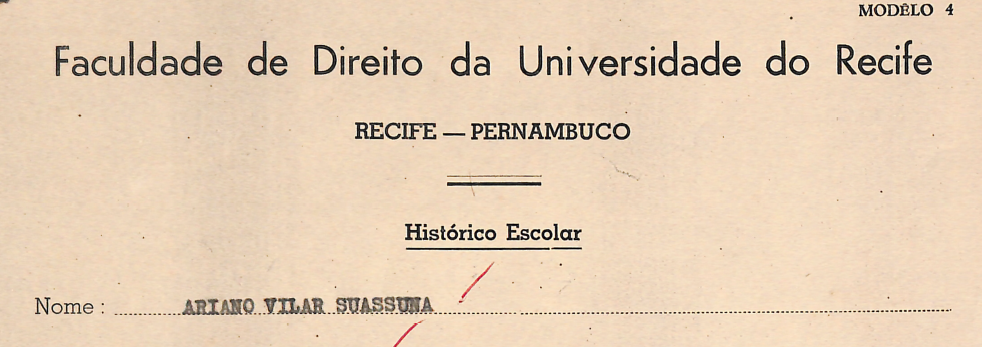 MODÊLO 4
Faculdade de Direito da Universidade do Recife
RECIFE — PERNAMBUCO
Histórico Escolar
Nome : ARIANO VILAR SUASSUNA